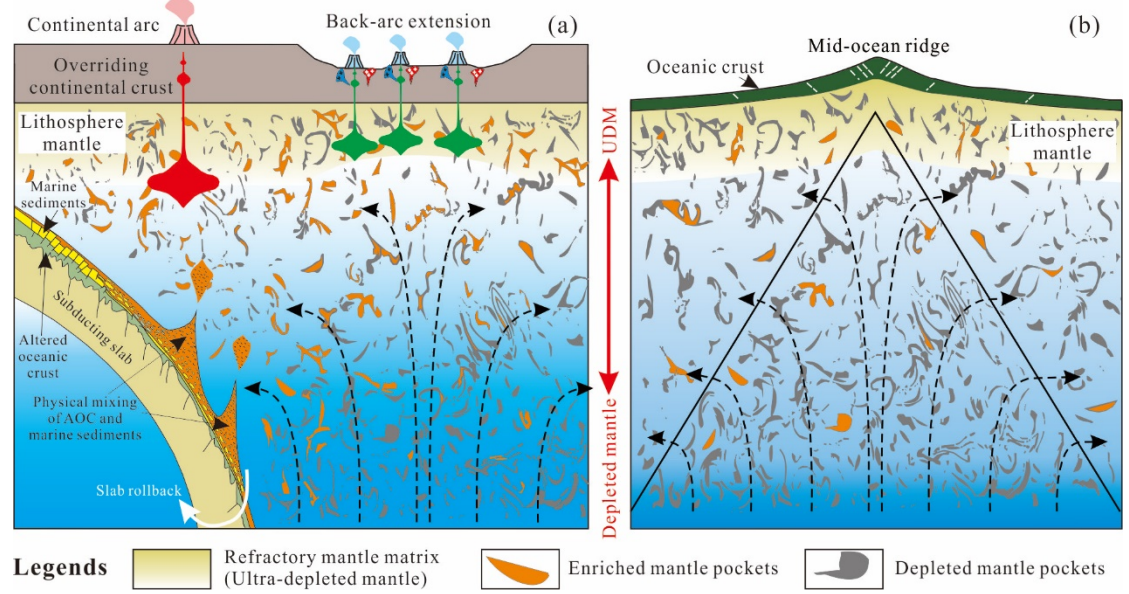 Continental arc
Back-arc extension
(a)
Overriding
continental crust
Lithosphere
mantle
Marine
sediments
Subducting slab
Altered
oceanic
crust
Physical mixing
of AOC and
marine sediments
Slab rollback
UDM
Depleted mantle
(b)
Mid-ocean ridge
Oceanic crust
Lithosphere
mantle
Legends
Refractory mantle matrix
(Ultra-depleted mantle)
Enriched mantle pockets
Depleted mantle pockets